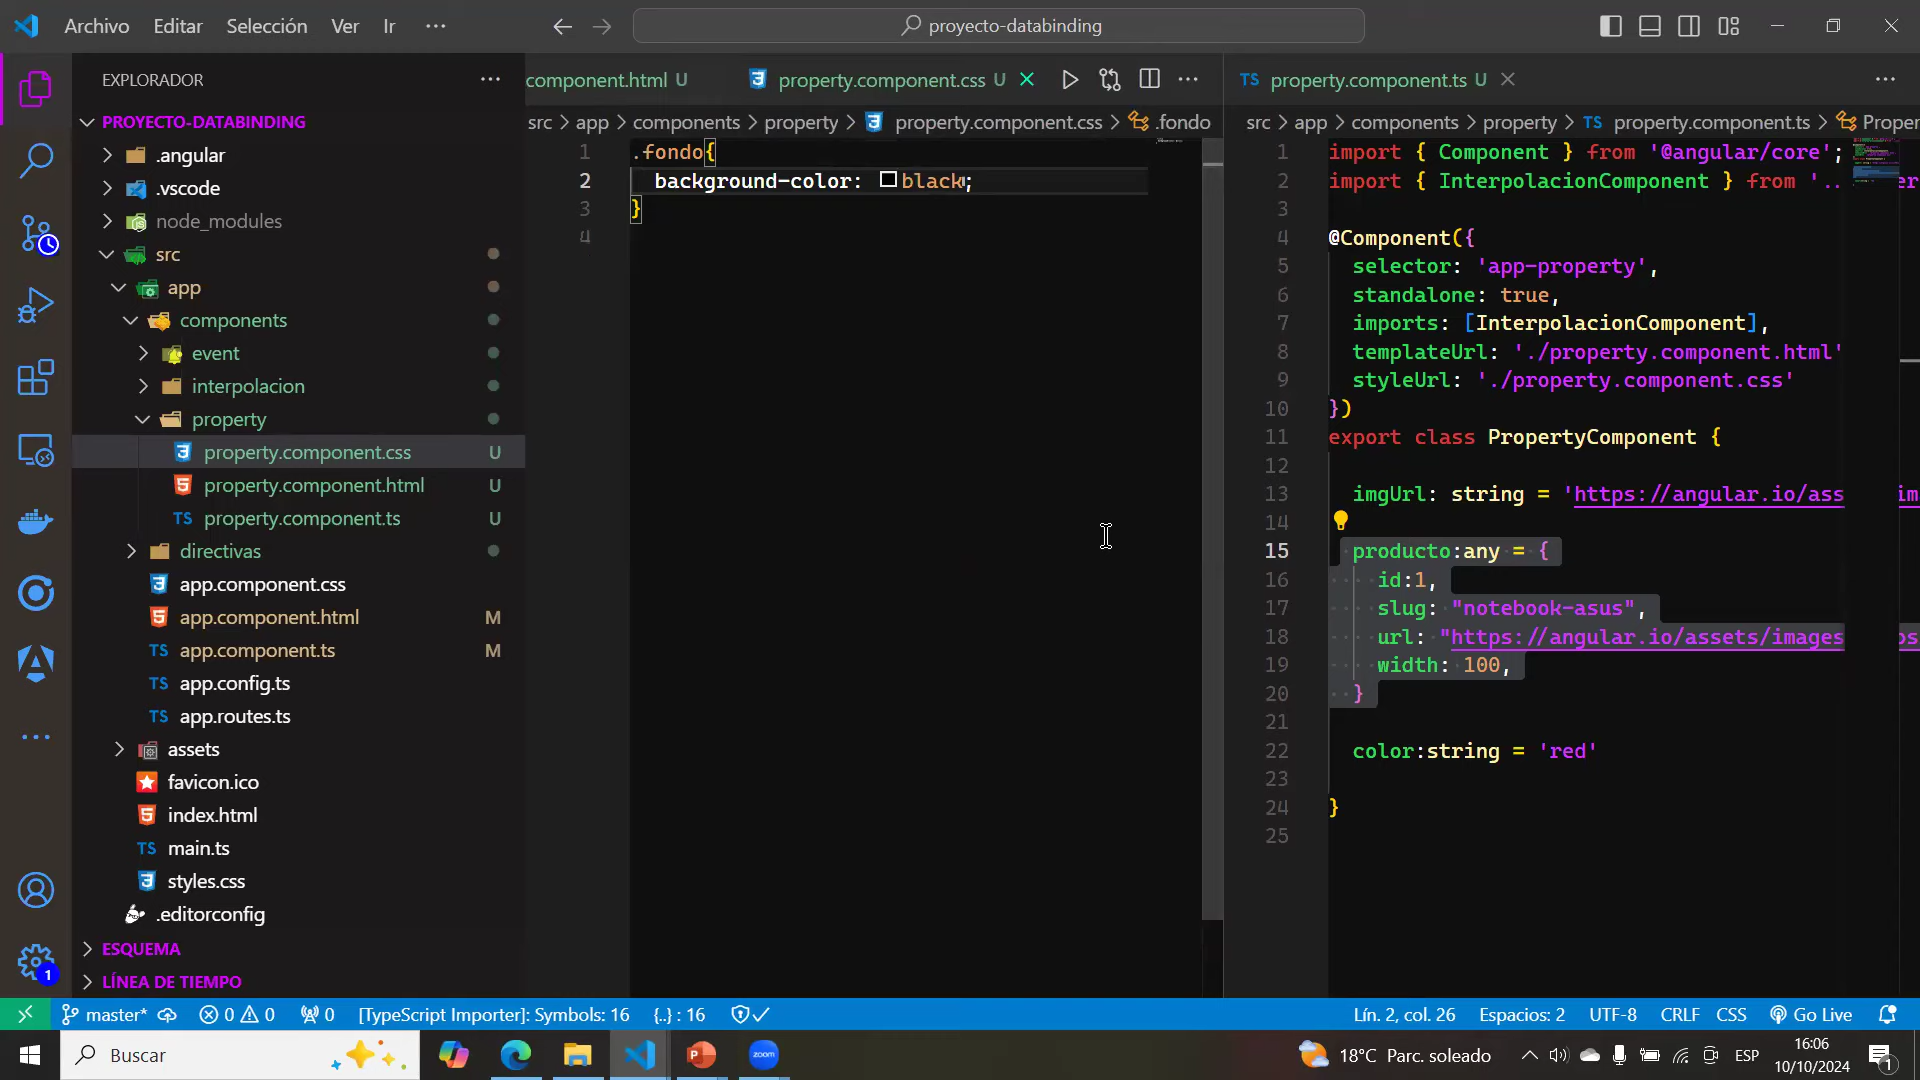 Archivo Editar Selección Ver Ir ··· proyecto-databinding
EXPLORADOR ···
PROYECTO-DATABINDING
.angular
.vscode
node_modules
src
app
components
event
interpolacion
property
property.component.css U
property.component.html U
property.component.ts U
directivas
app.component.css
app.component.html M
app.component.ts M
app.config.ts
app.routes.ts
assets
favicon.ico
index.html
main.ts
styles.css
.editorconfig
ESQUEMA
LÍNEA DE TIEMPO
1
component.html U property.component.css U
src > app > components > property > property.component.css > .fondo
1 .fondo{
2 background-color: black;
3 }
4
TS property.component.ts U
src > app > components > property > TS property.component.ts > Proper
1 import { Component } from '@angular/core';
2 import { InterpolacionComponent } from '..
3
4 @Component({
5 selector: 'app-property',
6 standalone: true,
7 imports: [InterpolacionComponent],
8 templateUrl: './property.component.html'
9 styleUrl: './property.component.css'
10 })
11 export class PropertyComponent {
12
13 imgUrl: string = 'https://angular.io/ass
14
15 producto:any = {
16 id:1,
17 slug: "notebook-asus",
18 url: "https://angular.io/assets/images
19 width: 100,
20 }
21
22 color:string = 'red'
23
24 }
25
master* 0 0 0 [TypeScript Importer]: Symbols: 16 {..} : 16 Lín. 2, col. 26 Espacios: 2 UTF-8 CRLF CSS Go Live
Buscar zoom 18°C Parc. soleado ESP 16:06
10/10/2024 1